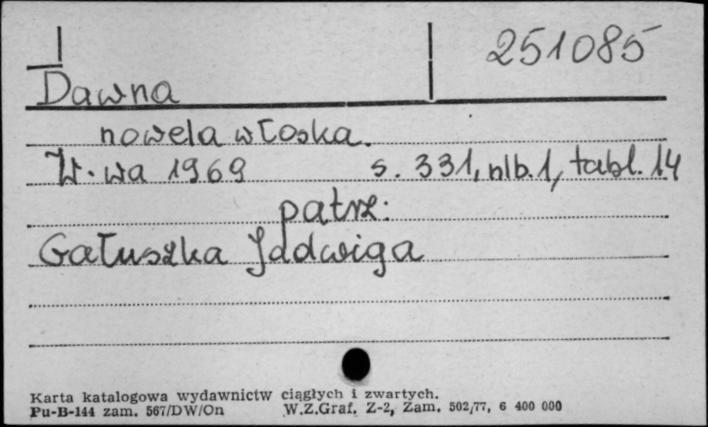 251085
Dawna
nowela włoska.
W-wa 1969 s. 331, nlb. 1, tabl. 14
patrz:
Gałuszka Jadwiga
Karta katalogowa wydawnictw ciągłych i zwartych.
Pu-B-144 zam. 567/DW/On W.Z.Graf. Z-2, Zam. 502/77, 6 400 000